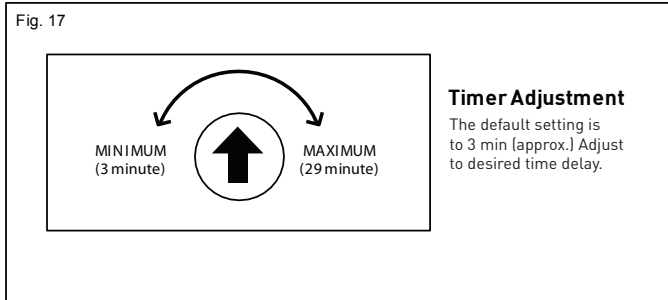 Fig. 17
MINIMUM
(3 minute)
MAXIMUM
(29 minute)
Timer Adjustment
The default setting is
to 3 min (approx.) Adjust
to desired time delay.